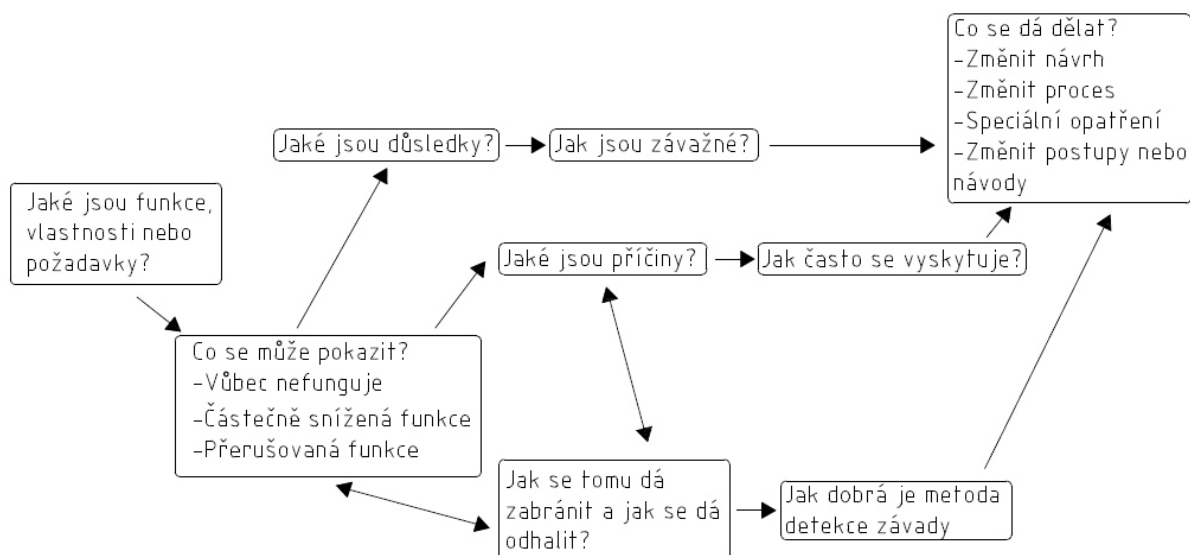 Co se dá dělat?
-Změnit návrh
-Změnit proces
-Speciální opatření
-Změnit postupy nebo
návody
Jaké jsou důsledky?
Jak jsou závažné?
Jaké jsou funkce,
vlastnosti nebo
požadavky?
Jaké jsou příčiny?
Jak často se vyskytuje?
Co se může pokazit?
-Vůbec nefunguje
-Částečně snížená funkce
-Přerušovaná funkce
Jak se tomu dá
zabránit a jak se dá
odhalit?
Jak dobrá je metoda
detekce závady